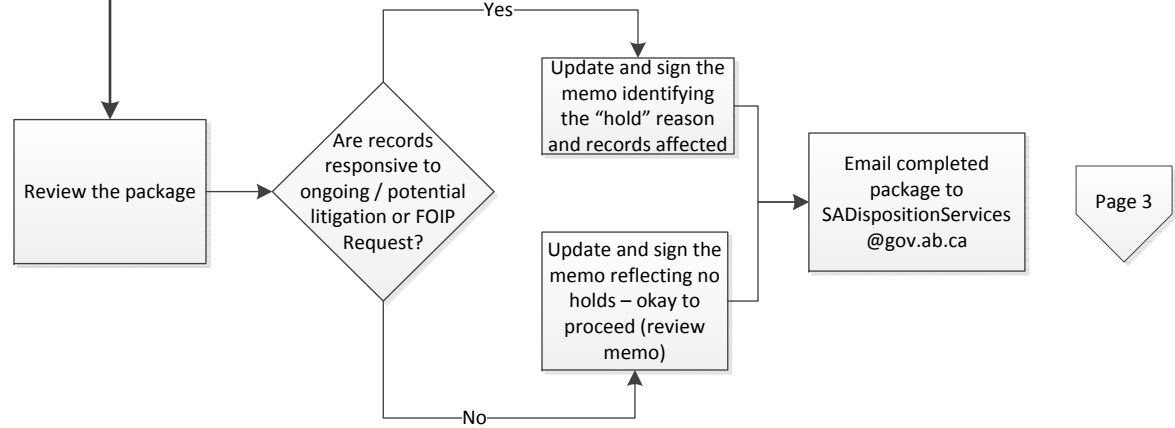 Yes
Review the package
Are records
responsive to
ongoing / potential
litigation or FOIP
Request?
Update and sign the
memo identifying
the “hold” reason
and records affected
Update and sign the
memo reflecting no
holds – okay to
proceed (review
memo)
Email completed
package to
SADispositionServices
@gov.ab.ca
Page 3
No